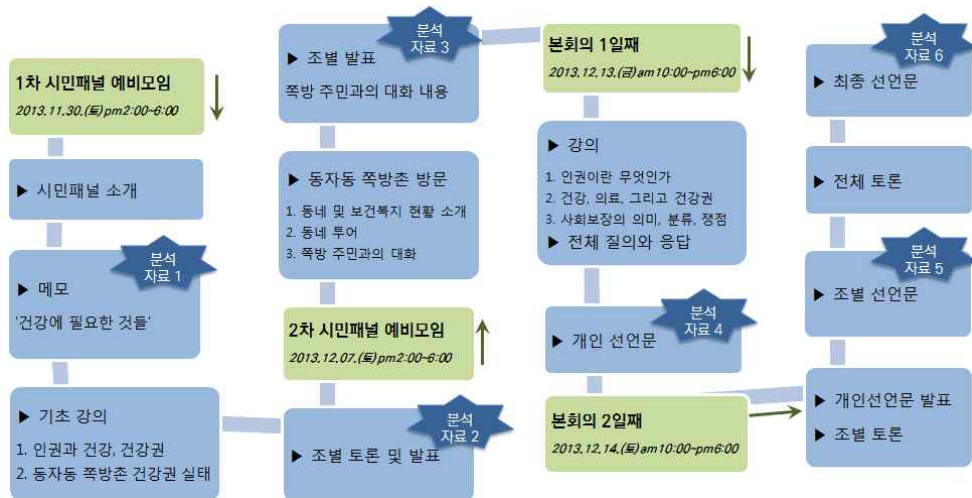 1차 시민패널 예비모임
2013.11.30.(토)pm2:00~6:00
▶ 시민패널 소개
분석
자료 1
▶ 메모
'건강에 필요한 것들'
▶ 기초 강의
1. 인권과 건강, 건강권
2. 동자동 쪽방촌 건강권 실태
분석
자료 2
▶ 조별 토론 및 발표
2차 시민패널 예비모임
2013.12.07.(토)pm2:00~6:00
▶ 동자동 쪽방촌 방문
1. 동네 및 보건복지 현황 소개
2. 동네 투어
3. 쪽방 주민과의 대화
분석
자료 3
▶ 조별 발표
쪽방 주민과의 대화 내용
본회의 1일째
2013.12.13.(금)am10:00~pm6:00
▶ 강의
1. 인권이란 무엇인가
2. 건강, 의료, 그리고 건강권
3. 사회보장의 의미, 분류, 쟁점
▶ 전체 질의와 응답
분석
자료 4
▶ 개인 선언문
본회의 2일째
2013.12.14.(토)am10:00~pm6:00
▶ 개인선언문 발표
▶ 조별 토론
분석
자료 5
▶ 조별 선언문
▶ 전체 토론
분석
자료 6
▶ 최종 선언문